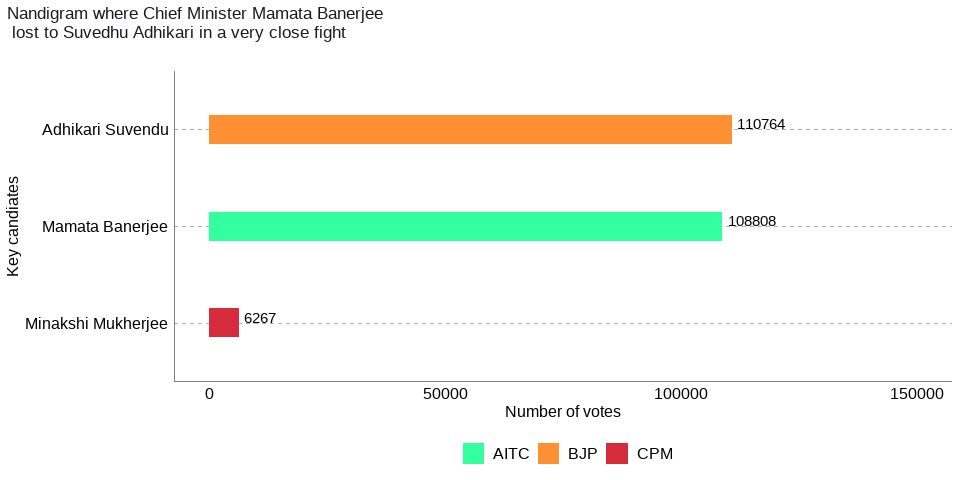 Nandigram where Chief Minister Mamata Banerjee
lost to Suvedhu Adhikari in a very close fight
Adhikari Suvendu
110764
Mamata Banerjee
108808
Minakshi Mukherjee
6267
Key candiates
0 50000 100000 150000
Number of votes
AITC BJP CPM